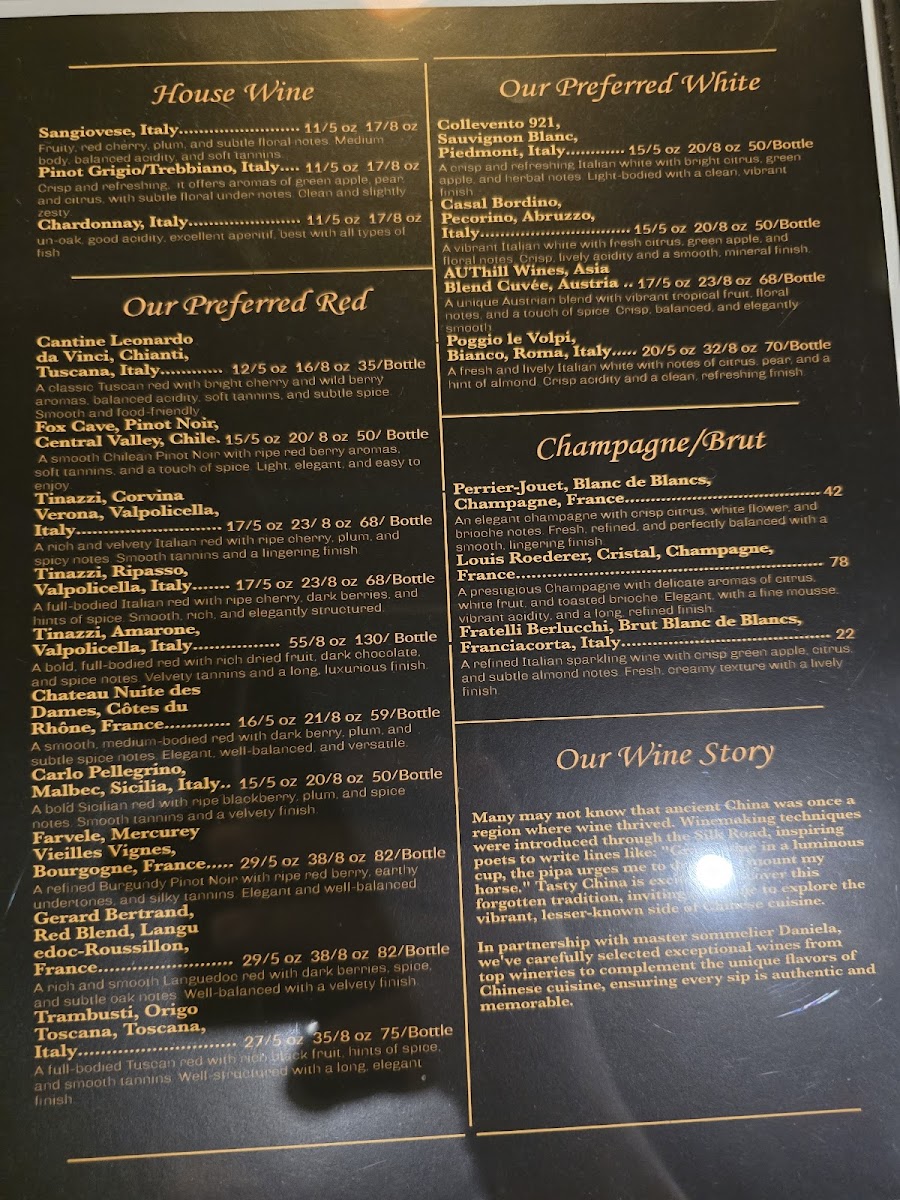 House Wine
Sangiovese, Italy........................ 11/5 oz 17/8 oz
Fruity, red cherry, plum, and subtle floral notes. Medium
body, balanced acidity, and soft tannins.
Pinot Grigio/Trebbiano, Italy.... 11/5 oz 17/8 oz
Crisp and refreshing, it offers aromas of green apple, pear,
and citrus, with subtle floral under notes. Clean and slightly
zesty.
Chardonnay, Italy...................... 11/5 oz 17/8 oz
un-oak, good acidity, excellent aperitif, best with all types of
fish
Our Preferred Red
Cantine Leonardo
da Vinci, Chianti,
Tuscana, Italy............ 12/5 oz 16/8 oz 35/Bottle
A classic Tuscan red with bright cherry and wild berry
aromas, balanced acidity, soft tannins, and subtle spice.
Smooth and food-friendly
Fox Cave, Pinot Noir,
Central Valley, Chile. 15/5 oz 20/ 8 oz 50/ Bottle
A smooth Chilean Pinot Noir with ripe red berry aromas,
soft tannins, and a touch of spice. Light, elegant, and easy to
enjoy.
Tinazzi, Corvina
Verona, Valpolicella,
Italy........................ 17/5 oz 23/ 8 oz 68/ Bottle
A rich and velvety Italian red with ripe cherry, plum, and
spicy notes. Smooth tannins and a lingering finish.
Tinazzi, Ripasso,
Valpolicella, Italy....... 17/5 oz 23/8 oz 68/Bottle
A full-bodied Italian red with ripe cherry, dark berries, and
hints of spice. Smooth, rich, and elegantly structured.
Tinazzi, Amarone,
Valpolicella, Italy................ 55/8 oz 130/ Bottle
A bold, full-bodied red with rich dried fruit, dark chocolate,
and spice notes. Velvety tannins and a long, luxurious finish.
Chateau Nuite des
Dames, Côtes du
Rhône, France............ 16/5 oz 21/8 oz 59/Bottle
A smooth, medium-bodied red with dark berry, plum, and
subtle spice notes. Elegant, well-balanced, and versatile.
Carlo Pellegrino,
Malbec, Sicilia, Italy.. 15/5 oz 20/8 oz 50/Bottle
A bold Sicilian red with ripe blackberry, plum, and spice
notes. Smooth tannins and a velvety finish.
Farvele, Mercurey
Vieilles Vignes,
Bourgogne, France..... 29/5 oz 38/8 oz 82/Bottle
A refined Burgundy Pinot Noir with ripe red berry, earthy
undertones, and silky tannins. Elegant and well-balanced
Gerard Bertrand,
Red Blend, Langu
edoc-Roussillon,
France....................... 29/5 oz 38/8 oz 82/Bottle
A rich and smooth Languedoc red with dark berries, spice,
and subtle oak notes. Well-balanced with a velvety finish.
Trambusti, Origo
Toscana, Toscana,
Italy........................... 27/5 oz 35/8 oz 75/Bottle
A full-bodied Tuscan red with rich black fruit, hints of spice,
and smooth tannins. Well-structured with a long, elegant
finish.
Our Preferred White
Collevento 921,
Sauvignon Blanc,
Piedmont, Italy............ 15/5 oz 20/8 oz 50/Bottle
A crisp and refreshing Italian white with bright citrus, green
apple, and herbal notes. Light-bodied with a clean, vibrant
finish.
Casal Bordino,
Pecorino, Abruzzo,
Italy.............................. 15/5 oz 20/8 oz 50/Bottle
A vibrant Italian white with fresh citrus, green apple, and
floral notes. Crisp, lively acidity and a smooth, mineral finish.
AUThill Wines, Asia
Blend Cuvée, Austria .. 17/5 oz 23/8 oz 68/Bottle
A unique Austrian blend with vibrant tropical fruit, floral
notes, and a touch of spice. Crisp, balanced, and elegantly
smooth.
Poggio le Volpi,
Bianco, Roma, Italy..... 20/5 oz 32/8 oz 70/Bottle
A fresh and lively Italian white with notes of citrus, pear, and a
hint of almond. Crisp acidity and a clean, refreshing finish.
Champagne/Brut
Perrier-Jouet, Blanc de Blancs,
Champagne, France....................................... 42
An elegant champagne with crisp citrus, white flower, and
brioche notes. Fresh, refined, and perfectly balanced with a
smooth, lingering finish.
Louis Roederer, Cristal, Champagne,
France............................................................. 78
A prestigious Champagne with delicate aromas of citrus,
white fruit, and toasted brioche. Elegant, with a fine mousse,
vibrant acidity, and a long, refined finish.
Fratelli Berlucchi, Brut Blanc de Blancs,
Franciacorta, Italy.......................................... 22
A refined Italian sparkling wine with crisp green apple, citrus,
and subtle almond notes. Fresh, creamy texture with a lively
finish.
Our Wine Story
Many may not know that ancient China was once a
region where wine thrived. Winemaking techniques
were introduced through the Silk Road, inspiring
poets to write lines like: in a luminous
cup, the pipa urges me to mount my
horse." Tasty China is this
forgotten tradition, to explore the
vibrant, lesser-known side of Chinese cuisine.
In partnership with master sommelier Daniela,
we've carefully selected exceptional wines from
top wineries to complement the unique flavors of
Chinese cuisine, ensuring every sip is authentic and
memorable.